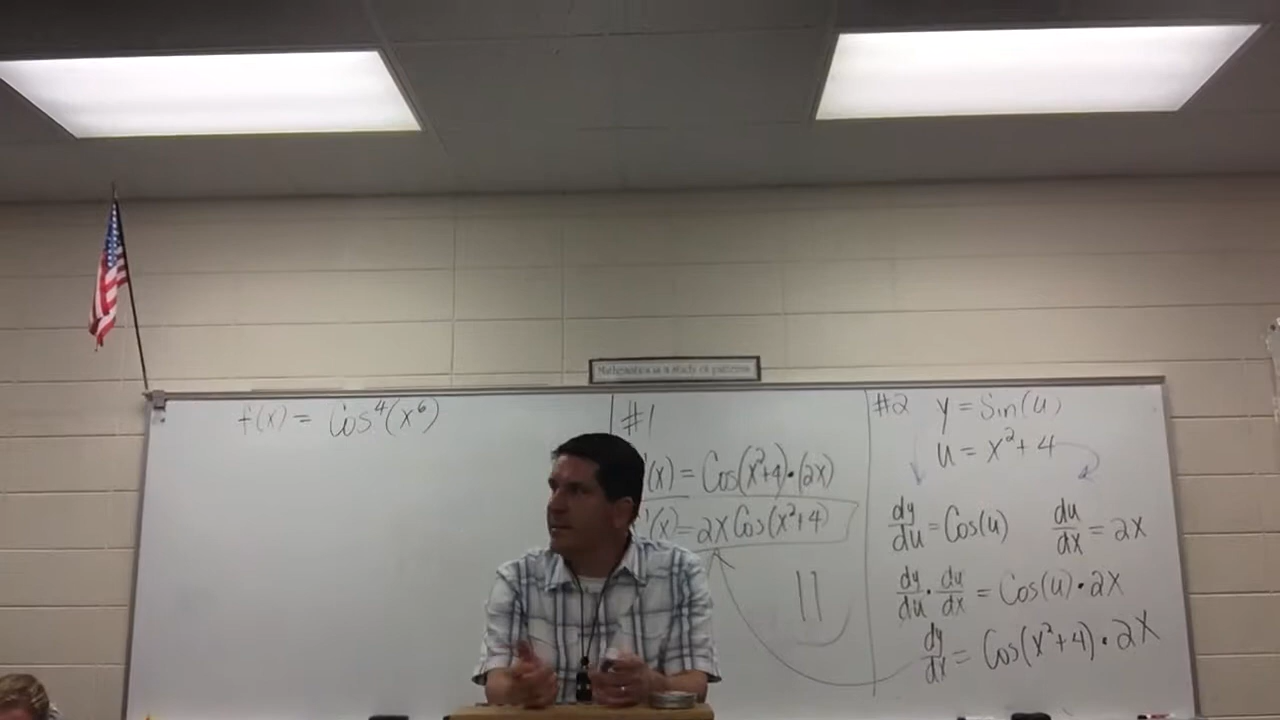 Mathematics is a study of patterns
f(x) = Cos⁴(x⁶)
#1
'(x) = Cos(x²+4)·(2x)
'(x) = 2x Cos(x²+4)
#2 y = Sin(u)
u = x² + 4
dy/du = Cos(u) du/dx = 2x
dy/du · du/dx = Cos(u) · 2x
dy/dx = Cos(x²+4) · 2x